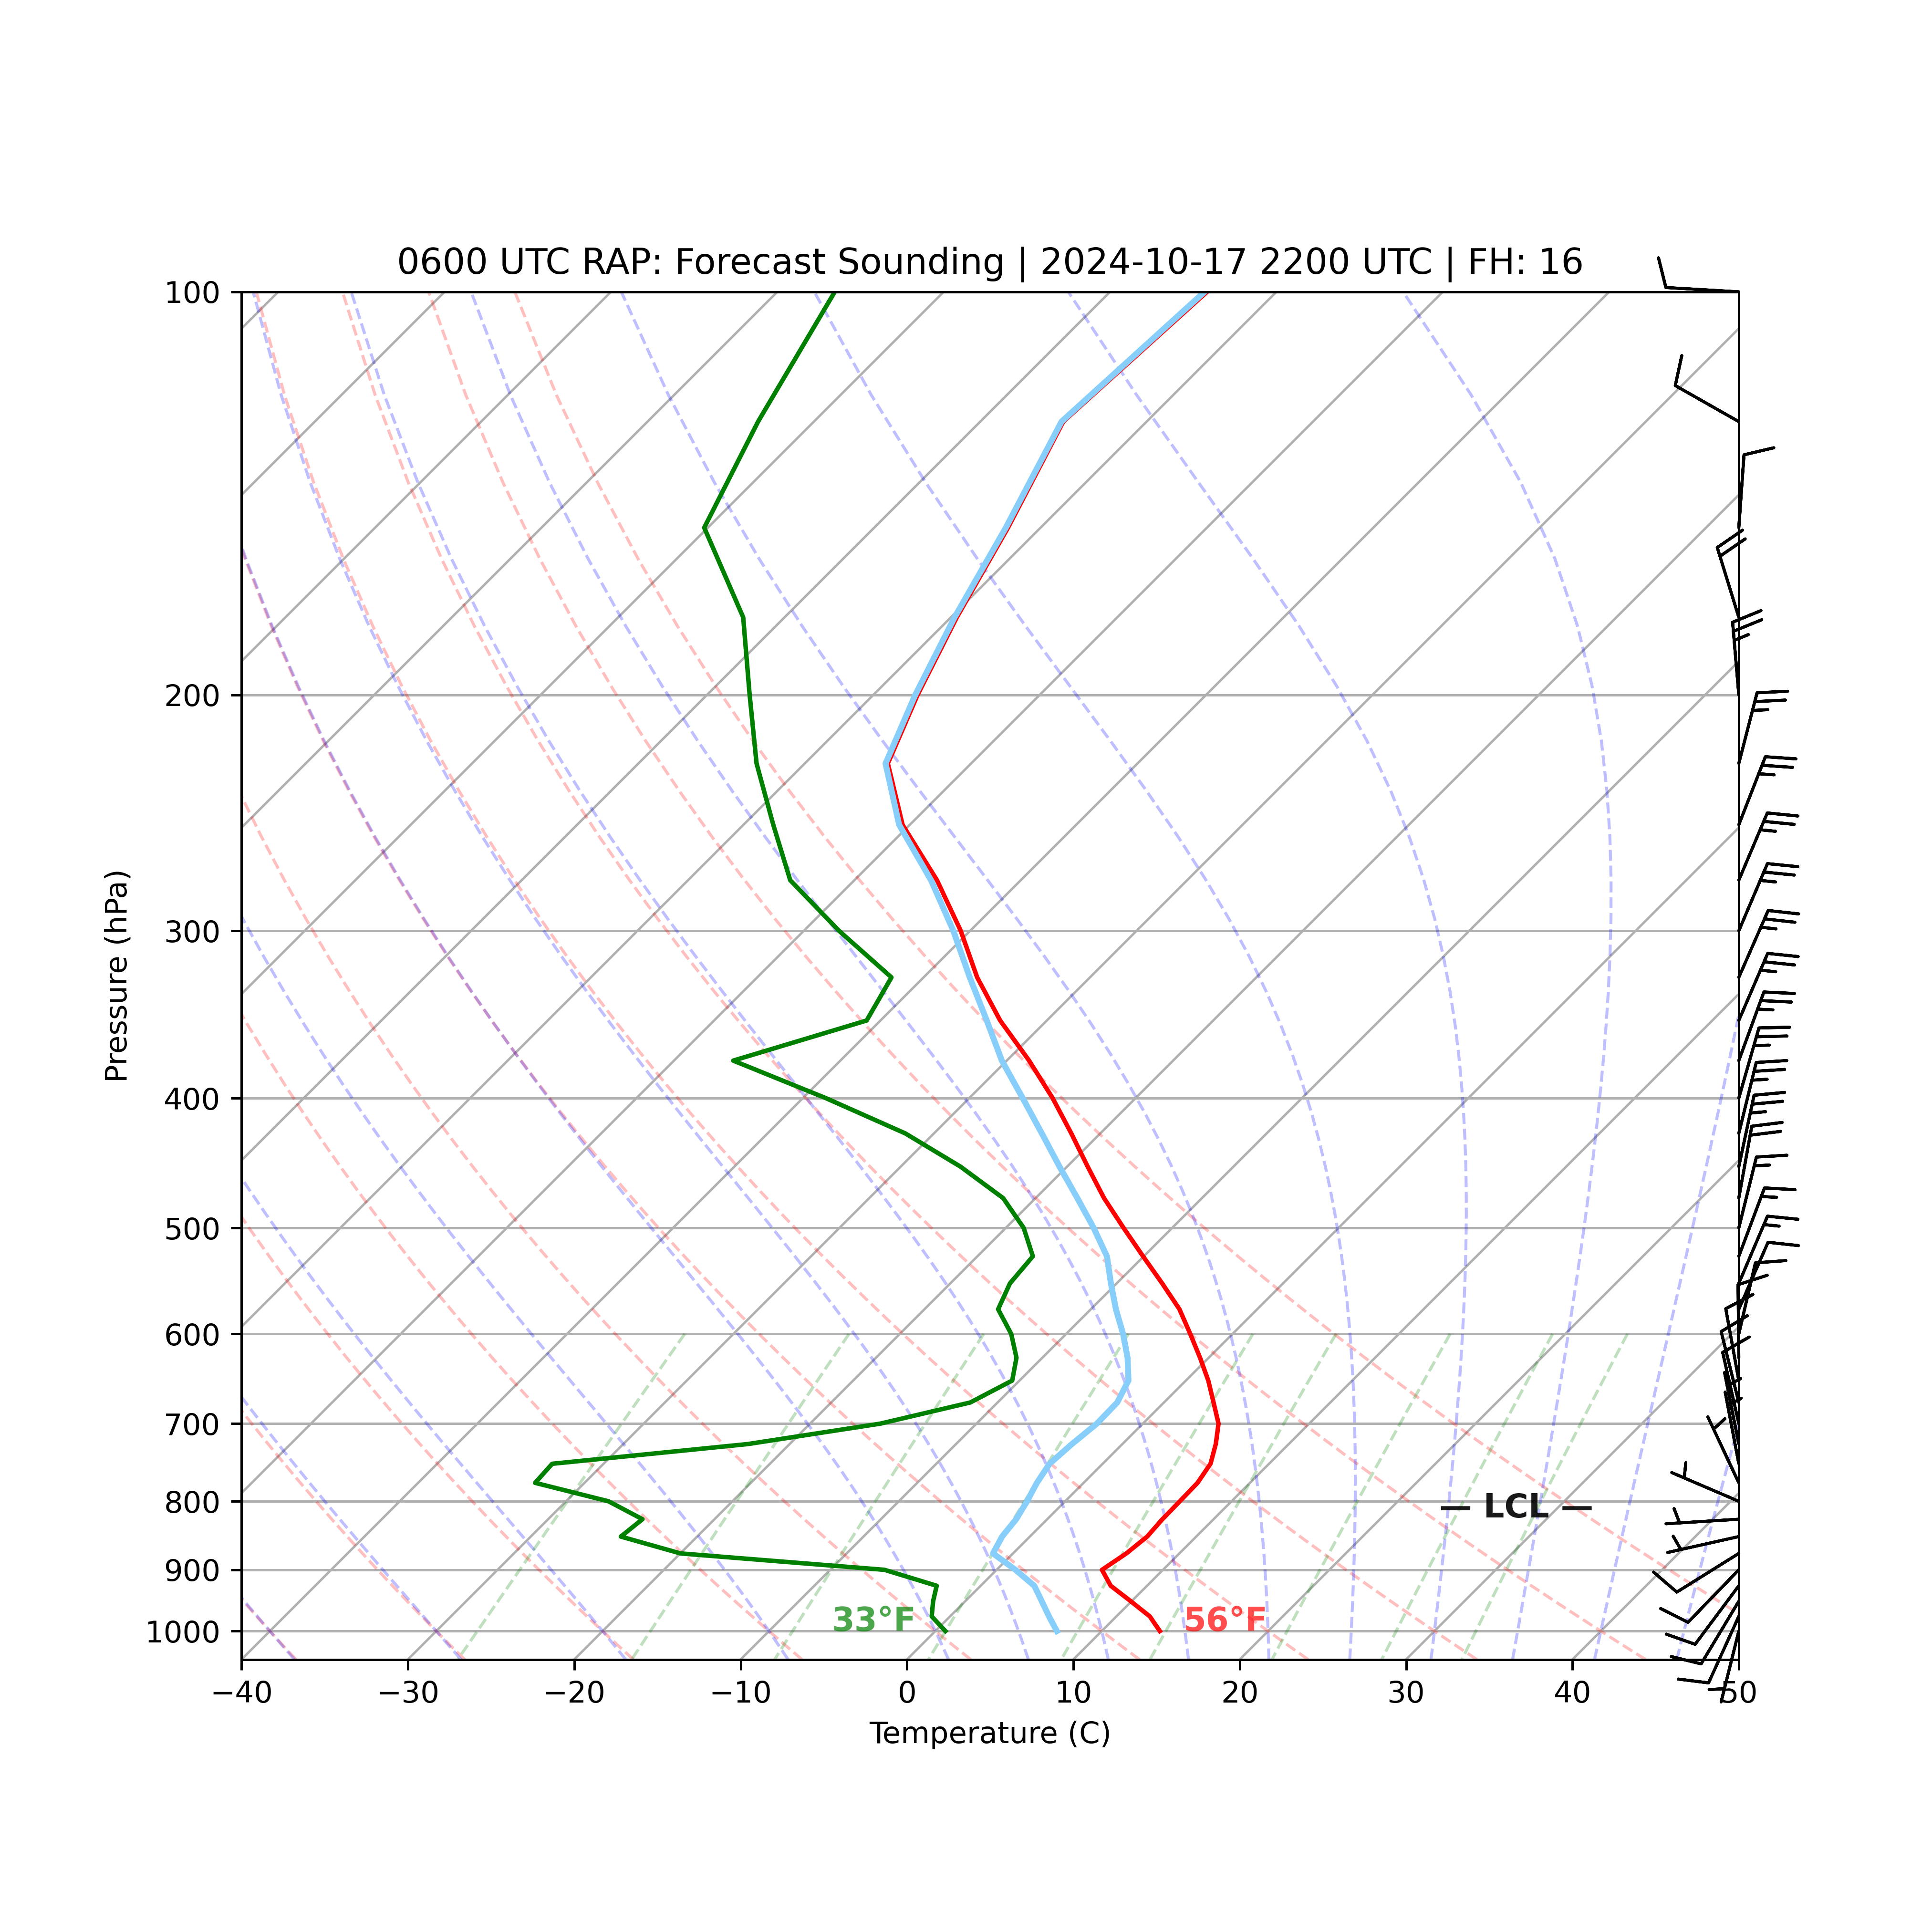 0600 UTC RAP: Forecast Sounding | 2024-10-17 2200 UTC | FH: 16
100
200
300
400
500
600
700
800
900
1000
Pressure (hPa)
— LCL —
33°F
56°F
−40 −30 −20 −10 0 10 20 30 40 50
Temperature (C)